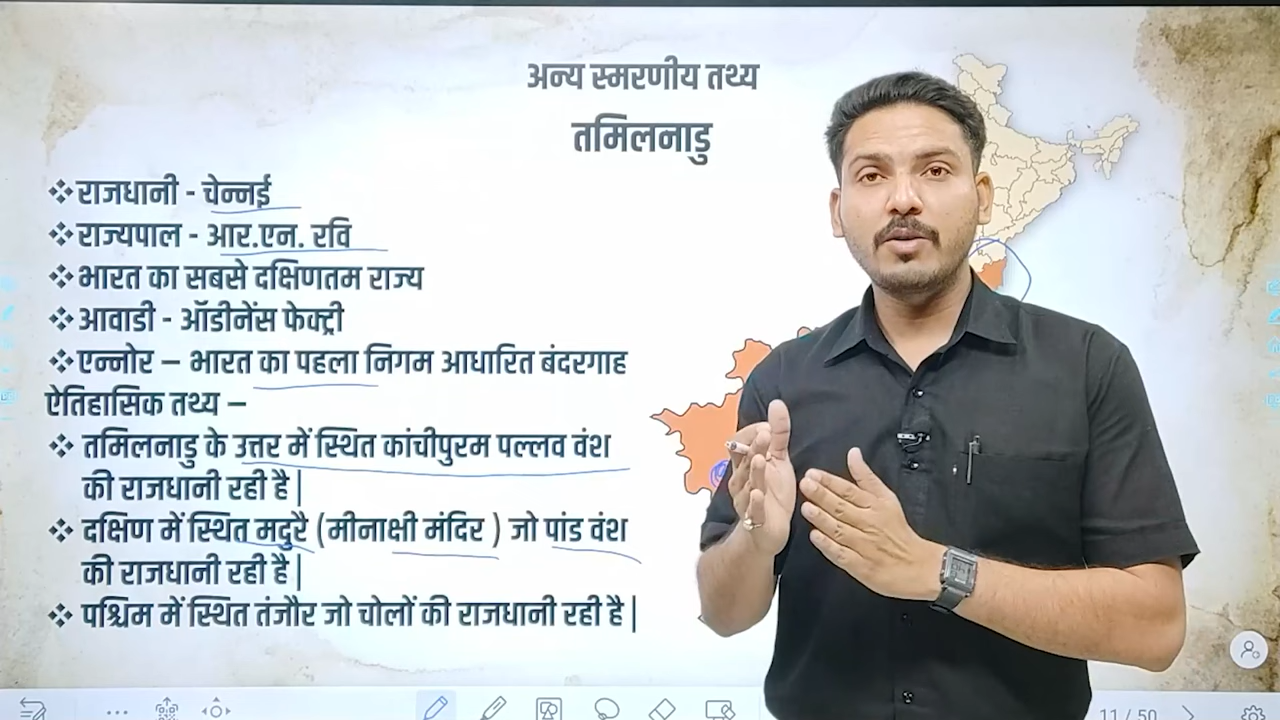 अन्य स्मरणीय तथ्य
तमिलनाडु
❖राजधानी - चेन्नई
❖राज्यपाल - आर.एन. रवि
❖भारत का सबसे दक्षिणतम राज्य
❖आवाडी - ऑडीनेंस फेक्ट्री
❖एन्नोर – भारत का पहला निगम आधारित बंदरगाह
ऐतिहासिक तथ्य –
❖ तमिलनाडु के उत्तर में स्थित कांचीपुरम पल्लव वंश
की राजधानी रही है |
❖ दक्षिण में स्थित मदुरै (मीनाक्षी मंदिर ) जो पांड वंश
की राजधानी रही है |
❖ पश्चिम में स्थित तंजौर जो चोलों की राजधानी रही है |
11 / 50